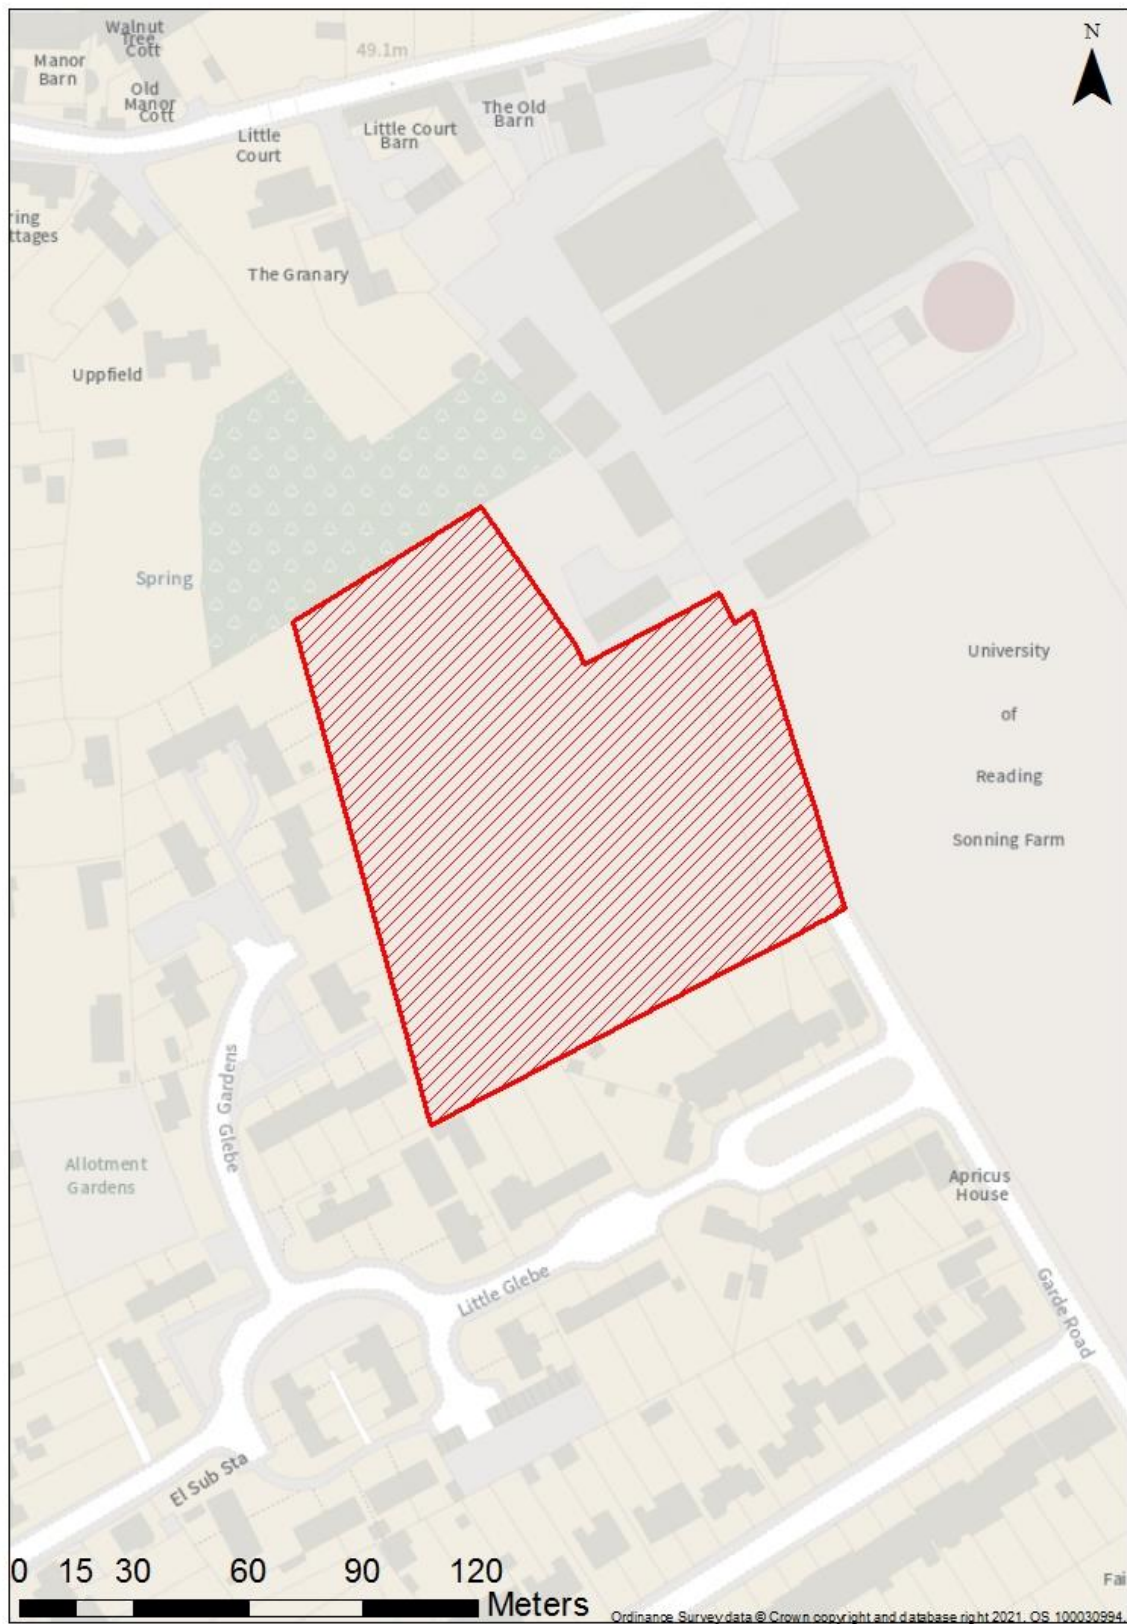 Walnut
Tree
Cott
49.1m
N
Manor
Barn
Old
Manor
Cott
The Old
Barn
Little
Court
Little Court
Barn
ring
ttages
The Granary
Uppfield
Spring
University
of
Reading
Sonning Farm
Glebe Gardens
Allotment
Gardens
Apricus
House
Little Glebe
Garde Road
El Sub Sta
Fai
0 15 30 60 90 120
Meters
Ordinance Survey data © Crown copyright and database right 2021. OS 100030994.